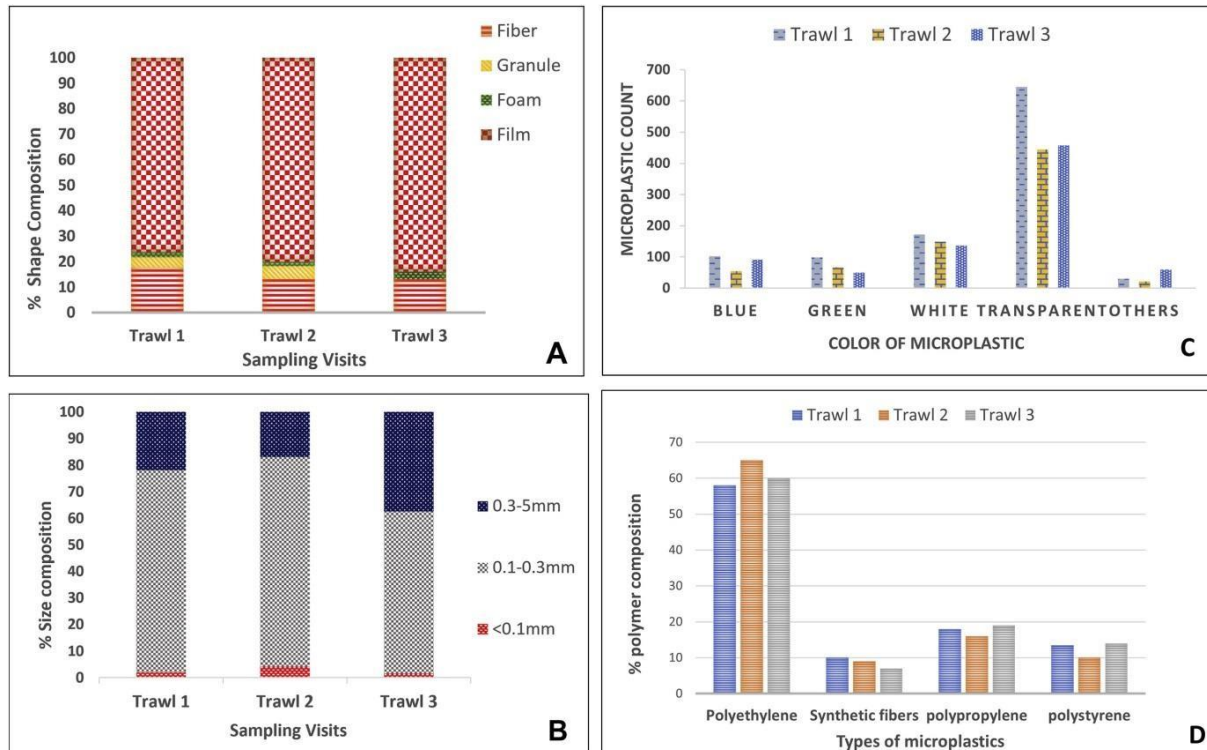 Fiber
Granule
Foam
Film
100
90
80
70
60
50
40
30
20
10
0
% Shape Composition
Trawl 1 Trawl 2 Trawl 3
Sampling Visits
A
Trawl 1 Trawl 2 Trawl 3
700
600
500
400
300
200
100
0
MICROPLASTIC COUNT
BLUE GREEN WHITE TRANSPARENT OTHERS
COLOR OF MICROPLASTIC
C
100
90
80
70
60
50
40
30
20
10
0
% Size composition
0.3-5mm
0.1-0.3mm
<0.1mm
Trawl 1 Trawl 2 Trawl 3
Sampling Visits
B
Trawl 1 Trawl 2 Trawl 3
70
60
50
40
30
20
10
0
% polymer composition
Polyethylene Synthetic fibers polypropylene polystyrene
Types of microplastics
D